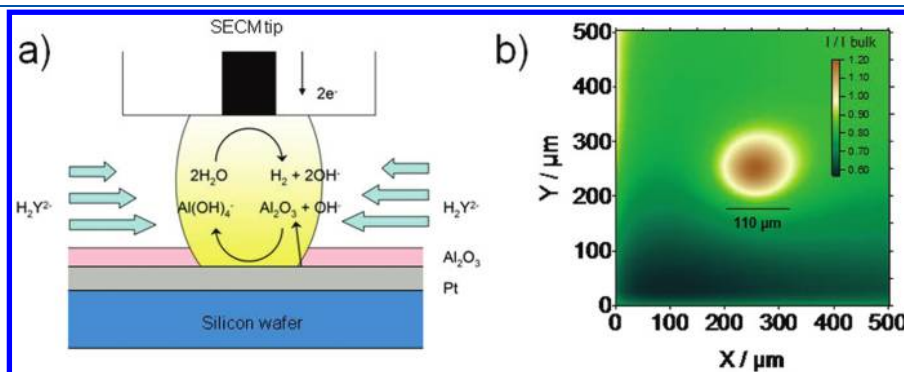 a)
SECM tip
2e-
2H₂O H₂ + 2OH-
H₂Y²⁻ Al(OH)₄⁻ Al₂O₃ + OH- H₂Y²⁻
Al₂O₃
Pt
Silicon wafer
b)
I / I bulk
1.20
1.00
0.90
0.80
0.70
0.60
500
400
300
200
100
0
Y / µm
110 µm
0 100 200 300 400 500
X / µm